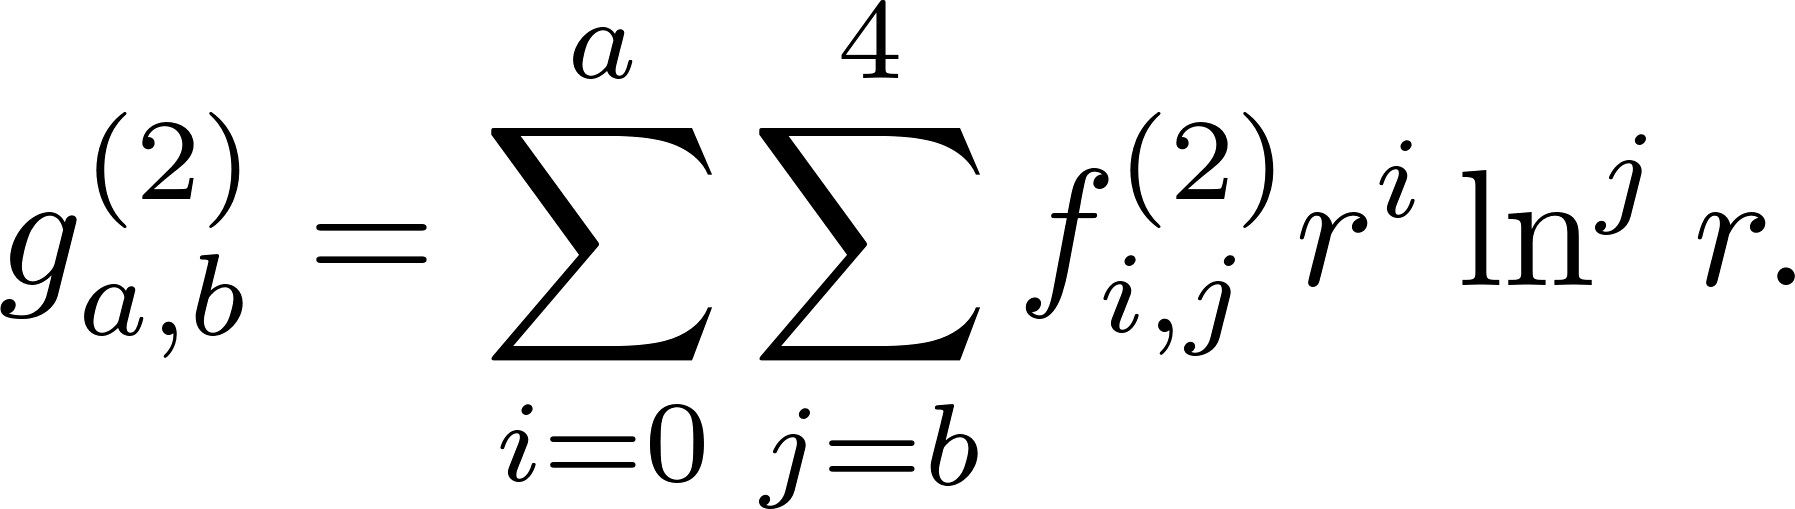 g_{a,b}^{(2)} = \sum_{i=0}^{a} \sum_{j=b}^{4} f_{i,j}^{(2)} r^i \ln^j r.